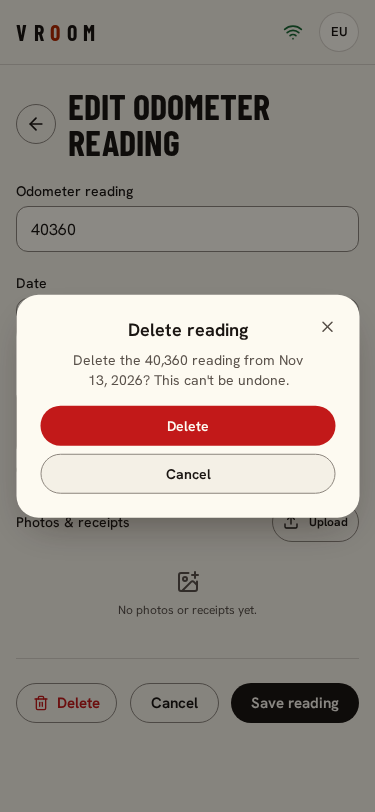 VROOM
EU
EDIT ODOMETER
READING
Odometer reading
40360
Date
Delete reading
Delete the 40,360 reading from Nov
13, 2026? This can't be undone.
Delete
Cancel
Photos & receipts
Upload
No photos or receipts yet.
Delete
Cancel
Save reading